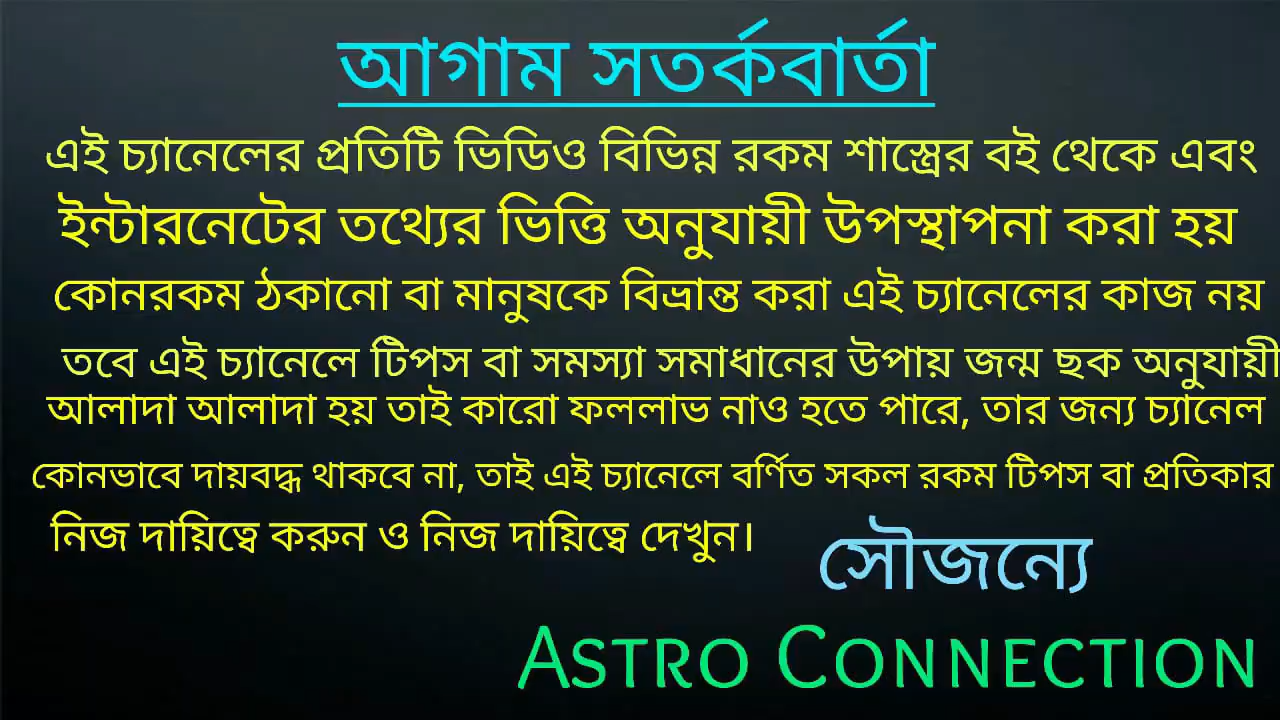 আগাম সতর্কবার্তা
এই চ্যানেলের প্রতিটি ভিডিও বিভিন্ন রকম শাস্ত্রের বই থেকে এবং
ইন্টারনেটের তথ্যের ভিত্তি অনুযায়ী উপস্থাপনা করা হয়
কোনরকম ঠকানো বা মানুষকে বিভ্রান্ত করা এই চ্যানেলের কাজ নয়
তবে এই চ্যানেলে টিপস বা সমস্যা সমাধানের উপায় জন্ম ছক অনুযায়ী
আলাদা আলাদা হয় তাই কারো ফললাভ নাও হতে পারে, তার জন্য চ্যানেল
কোনভাবে দায়বদ্ধ থাকবে না, তাই এই চ্যানেলে বর্ণিত সকল রকম টিপস বা প্রতিকার
নিজ দায়িত্বে করুন ও নিজ দায়িত্বে দেখুন।
সৌজন্যে
ASTRO CONNECTION